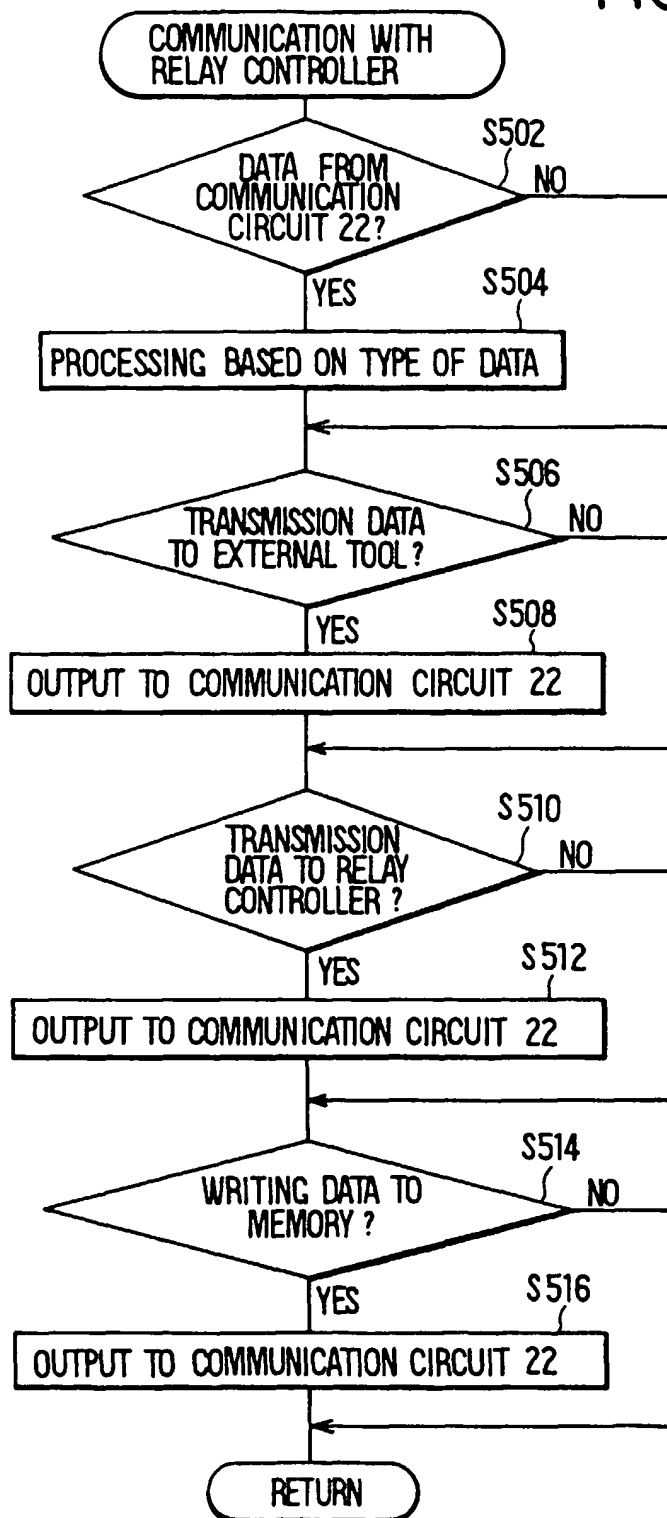 COMMUNICATION WITH
RELAY CONTROLLER
S502
DATA FROM
COMMUNICATION
CIRCUIT 22?
NO
YES
S504
PROCESSING BASED ON TYPE OF DATA
S506
TRANSMISSION DATA
TO EXTERNAL TOOL?
NO
YES
S508
OUTPUT TO COMMUNICATION CIRCUIT 22
S510
TRANSMISSION
DATA TO RELAY
CONTROLLER ?
NO
YES
S512
OUTPUT TO COMMUNICATION CIRCUIT 22
S514
WRITING DATA TO
MEMORY ?
NO
YES
S516
OUTPUT TO COMMUNICATION CIRCUIT 22
RETURN